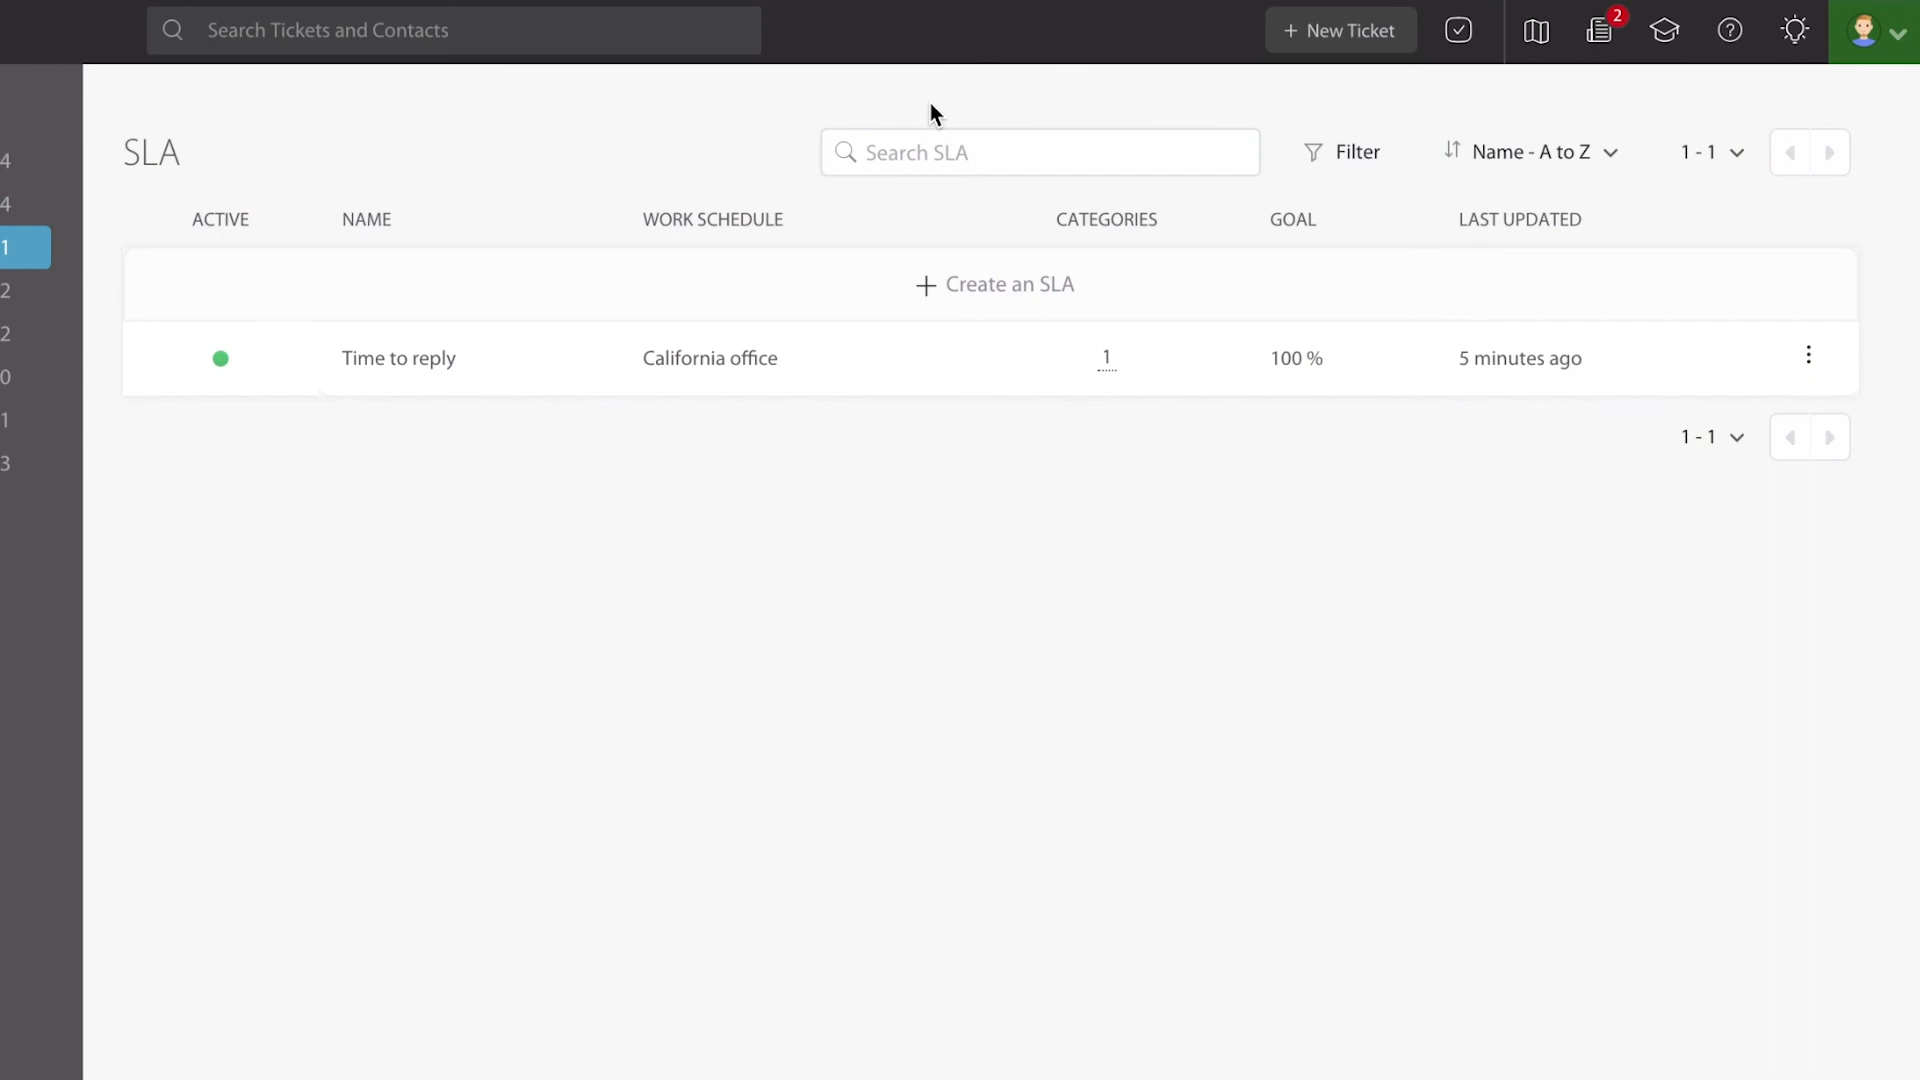 Search Tickets and Contacts
+ New Ticket
2
SLA
Search SLA
Filter
Name - A to Z
1 - 1
ACTIVE NAME WORK SCHEDULE CATEGORIES GOAL LAST UPDATED
+ Create an SLA
Time to reply California office 1 100 % 5 minutes ago
1 - 1
4
4
1
2
2
0
1
3